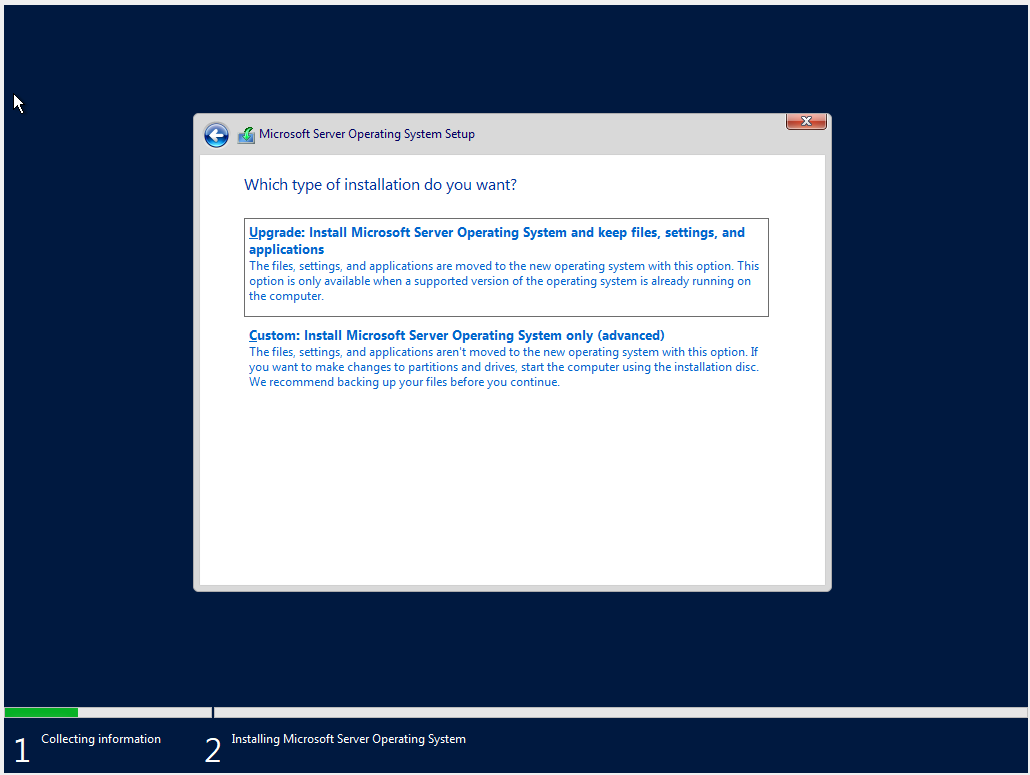 Microsoft Server Operating System Setup
Which type of installation do you want?
Upgrade: Install Microsoft Server Operating System and keep files, settings, and
applications
The files, settings, and applications are moved to the new operating system with this option. This
option is only available when a supported version of the operating system is already running on
the computer.
Custom: Install Microsoft Server Operating System only (advanced)
The files, settings, and applications aren't moved to the new operating system with this option. If
you want to make changes to partitions and drives, start the computer using the installation disc.
We recommend backing up your files before you continue.
1 Collecting information
2 Installing Microsoft Server Operating System